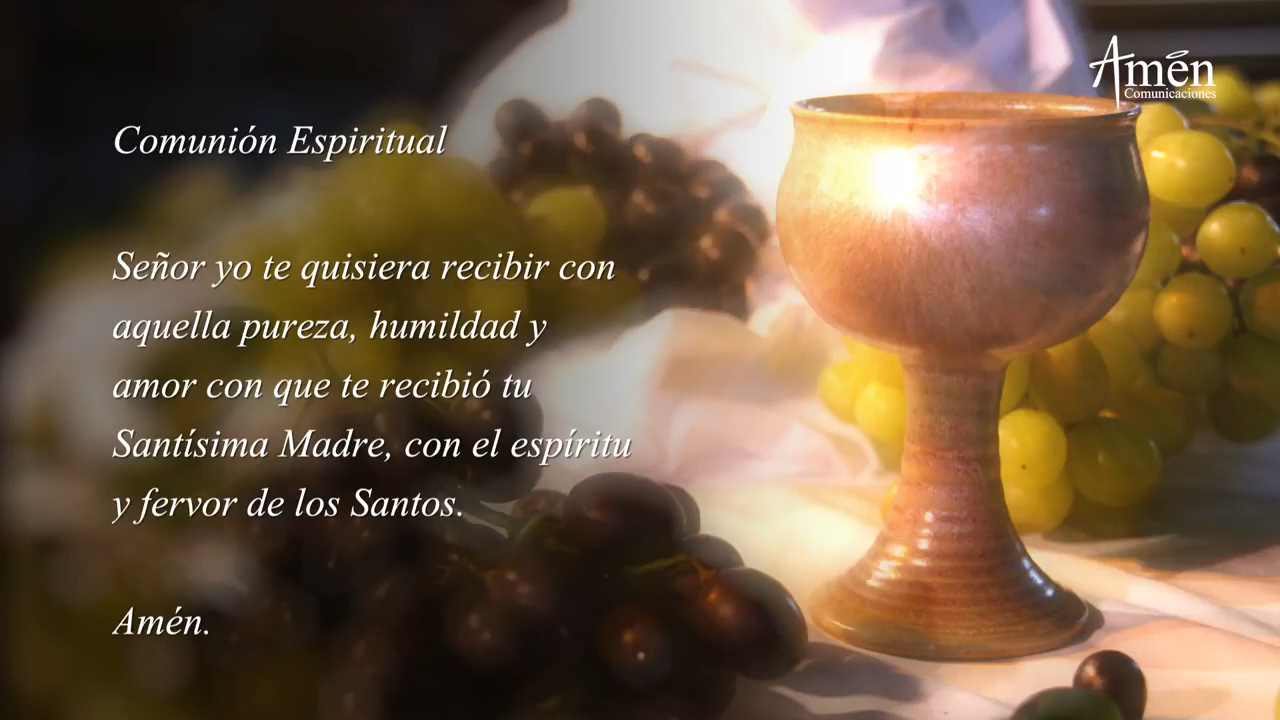 Amén
Comunicaciones
Comunión Espiritual
Señor yo te quisiera recibir con
aquella pureza, humildad y
amor con que te recibió tu
Santísima Madre, con el espíritu
y fervor de los Santos.
Amén.